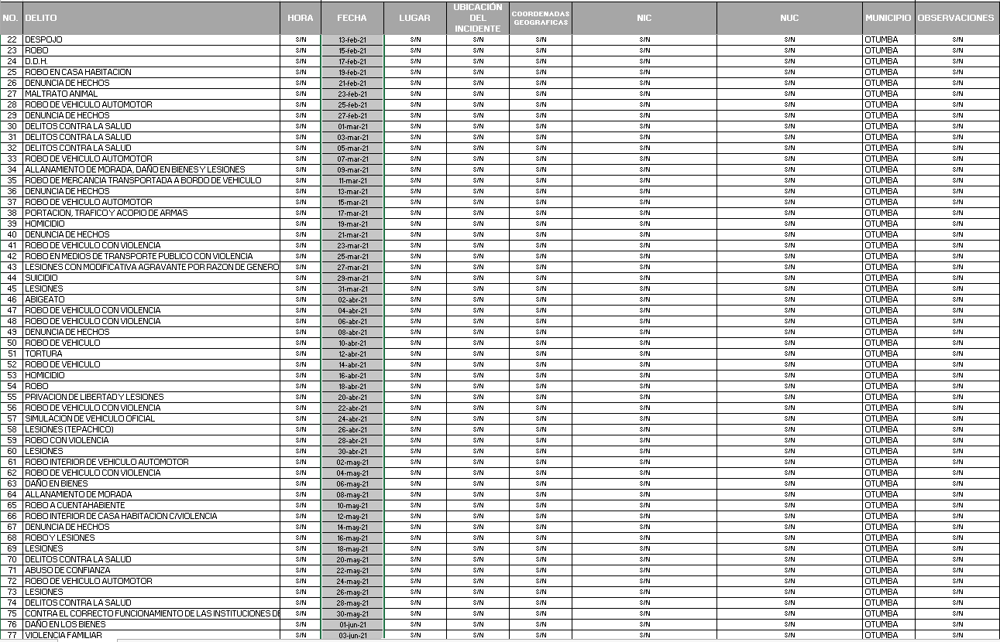 NO. DELITO HORA FECHA LUGAR UBICACIÓN DEL INCIDENTE COORDENADAS GEOGRAFICAS NIC NUC MUNICIPIO OBSERVACIONES
22 DESPOJO S/N 13-feb-21 S/N S/N S/N S/N S/N OTUMBA S/N
23 ROBO S/N 15-feb-21 S/N S/N S/N S/N S/N OTUMBA S/N
24 D.D.H. S/N 17-feb-21 S/N S/N S/N S/N S/N OTUMBA S/N
25 ROBO EN CASA HABITACION S/N 19-feb-21 S/N S/N S/N S/N S/N OTUMBA S/N
26 DENUNCIA DE HECHOS S/N 21-feb-21 S/N S/N S/N S/N S/N OTUMBA S/N
27 MALTRATO ANIMAL S/N 23-feb-21 S/N S/N S/N S/N S/N OTUMBA S/N
28 ROBO DE VEHICULO AUTOMOTOR S/N 25-feb-21 S/N S/N S/N S/N S/N OTUMBA S/N
29 DENUNCIA DE HECHOS S/N 27-feb-21 S/N S/N S/N S/N S/N OTUMBA S/N
30 DELITOS CONTRA LA SALUD S/N 01-mar-21 S/N S/N S/N S/N S/N OTUMBA S/N
31 DELITOS CONTRA LA SALUD S/N 03-mar-21 S/N S/N S/N S/N S/N OTUMBA S/N
32 DELITOS CONTRA LA SALUD S/N 05-mar-21 S/N S/N S/N S/N S/N OTUMBA S/N
33 ROBO DE VEHICULO AUTOMOTOR S/N 07-mar-21 S/N S/N S/N S/N S/N OTUMBA S/N
34 ALLANAMIENTO DE MORADA, DAÑO EN BIENES Y LESIONES S/N 09-mar-21 S/N S/N S/N S/N S/N OTUMBA S/N
35 ROBO DE MERCANCIA TRANSPORTADA A BORDO DE VEHICULO S/N 11-mar-21 S/N S/N S/N S/N S/N OTUMBA S/N
36 DENUNCIA DE HECHOS S/N 13-mar-21 S/N S/N S/N S/N S/N OTUMBA S/N
37 ROBO DE VEHICULO AUTOMOTOR S/N 15-mar-21 S/N S/N S/N S/N S/N OTUMBA S/N
38 PORTACION, TRAFICO Y ACOPIO DE ARMAS S/N 17-mar-21 S/N S/N S/N S/N S/N OTUMBA S/N
39 HOMICIDIO S/N 19-mar-21 S/N S/N S/N S/N S/N OTUMBA S/N
40 DENUNCIA DE HECHOS S/N 21-mar-21 S/N S/N S/N S/N S/N OTUMBA S/N
41 ROBO DE VEHICULO CON VIOLENCIA S/N 23-mar-21 S/N S/N S/N S/N S/N OTUMBA S/N
42 ROBO EN MEDIOS DE TRANSPORTE PUBLICO CON VIOLENCIA S/N 25-mar-21 S/N S/N S/N S/N S/N OTUMBA S/N
43 LESIONES CON MODIFICATIVA AGRAVANTE POR RAZON DE GENERO S/N 27-mar-21 S/N S/N S/N S/N S/N OTUMBA S/N
44 SUICIDIO S/N 29-mar-21 S/N S/N S/N S/N S/N OTUMBA S/N
45 LESIONES S/N 31-mar-21 S/N S/N S/N S/N S/N OTUMBA S/N
46 ABIGEATO S/N 02-abr-21 S/N S/N S/N S/N S/N OTUMBA S/N
47 ROBO DE VEHICULO CON VIOLENCIA S/N 04-abr-21 S/N S/N S/N S/N S/N OTUMBA S/N
48 ROBO DE VEHICULO CON VIOLENCIA S/N 06-abr-21 S/N S/N S/N S/N S/N OTUMBA S/N
49 DENUNCIA DE HECHOS S/N 08-abr-21 S/N S/N S/N S/N S/N OTUMBA S/N
50 ROBO DE VEHICULO S/N 10-abr-21 S/N S/N S/N S/N S/N OTUMBA S/N
51 TORTURA S/N 12-abr-21 S/N S/N S/N S/N S/N OTUMBA S/N
52 ROBO DE VEHICULO S/N 14-abr-21 S/N S/N S/N S/N S/N OTUMBA S/N
53 HOMICIDIO S/N 16-abr-21 S/N S/N S/N S/N S/N OTUMBA S/N
54 ROBO S/N 18-abr-21 S/N S/N S/N S/N S/N OTUMBA S/N
55 PRIVACION DE LIBERTAD Y LESIONES S/N 20-abr-21 S/N S/N S/N S/N S/N OTUMBA S/N
56 ROBO DE VEHICULO CON VIOLENCIA S/N 22-abr-21 S/N S/N S/N S/N S/N OTUMBA S/N
57 SIMULACION DE VEHICULO OFICIAL S/N 24-abr-21 S/N S/N S/N S/N S/N OTUMBA S/N
58 LESIONES (TEPACHICO) S/N 26-abr-21 S/N S/N S/N S/N S/N OTUMBA S/N
59 ROBO CON VIOLENCIA S/N 28-abr-21 S/N S/N S/N S/N S/N OTUMBA S/N
60 LESIONES S/N 30-abr-21 S/N S/N S/N S/N S/N OTUMBA S/N
61 ROBO INTERIOR DE VEHICULO AUTOMOTOR S/N 02-may-21 S/N S/N S/N S/N S/N OTUMBA S/N
62 ROBO DE VEHICULO CON VIOLENCIA S/N 04-may-21 S/N S/N S/N S/N S/N OTUMBA S/N
63 DAÑO EN BIENES S/N 06-may-21 S/N S/N S/N S/N S/N OTUMBA S/N
64 ALLANAMIENTO DE MORADA S/N 08-may-21 S/N S/N S/N S/N S/N OTUMBA S/N
65 ROBO A CUENTAHABIENTE S/N 10-may-21 S/N S/N S/N S/N S/N OTUMBA S/N
66 ROBO INTERIOR DE CASA HABITACION C/VIOLENCIA S/N 12-may-21 S/N S/N S/N S/N S/N OTUMBA S/N
67 DENUNCIA DE HECHOS S/N 14-may-21 S/N S/N S/N S/N S/N OTUMBA S/N
68 ROBO Y LESIONES S/N 16-may-21 S/N S/N S/N S/N S/N OTUMBA S/N
69 LESIONES S/N 18-may-21 S/N S/N S/N S/N S/N OTUMBA S/N
70 DELITOS CONTRA LA SALUD S/N 20-may-21 S/N S/N S/N S/N S/N OTUMBA S/N
71 ABUSO DE CONFIANZA S/N 22-may-21 S/N S/N S/N S/N S/N OTUMBA S/N
72 ROBO DE VEHICULO AUTOMOTOR S/N 24-may-21 S/N S/N S/N S/N S/N OTUMBA S/N
73 LESIONES S/N 26-may-21 S/N S/N S/N S/N S/N OTUMBA S/N
74 DELITOS CONTRA LA SALUD S/N 28-may-21 S/N S/N S/N S/N S/N OTUMBA S/N
75 CONTRA EL CORRECTO FUNCIONAMIENTO DE LAS INSTITUCIONES DE S/N 30-may-21 S/N S/N S/N S/N S/N OTUMBA S/N
76 DAÑO EN LOS BIENES S/N 01-jun-21 S/N S/N S/N S/N S/N OTUMBA S/N
77 VIOLENCIA FAMILIAR S/N 03-jun-21 S/N S/N S/N S/N S/N OTUMBA S/N